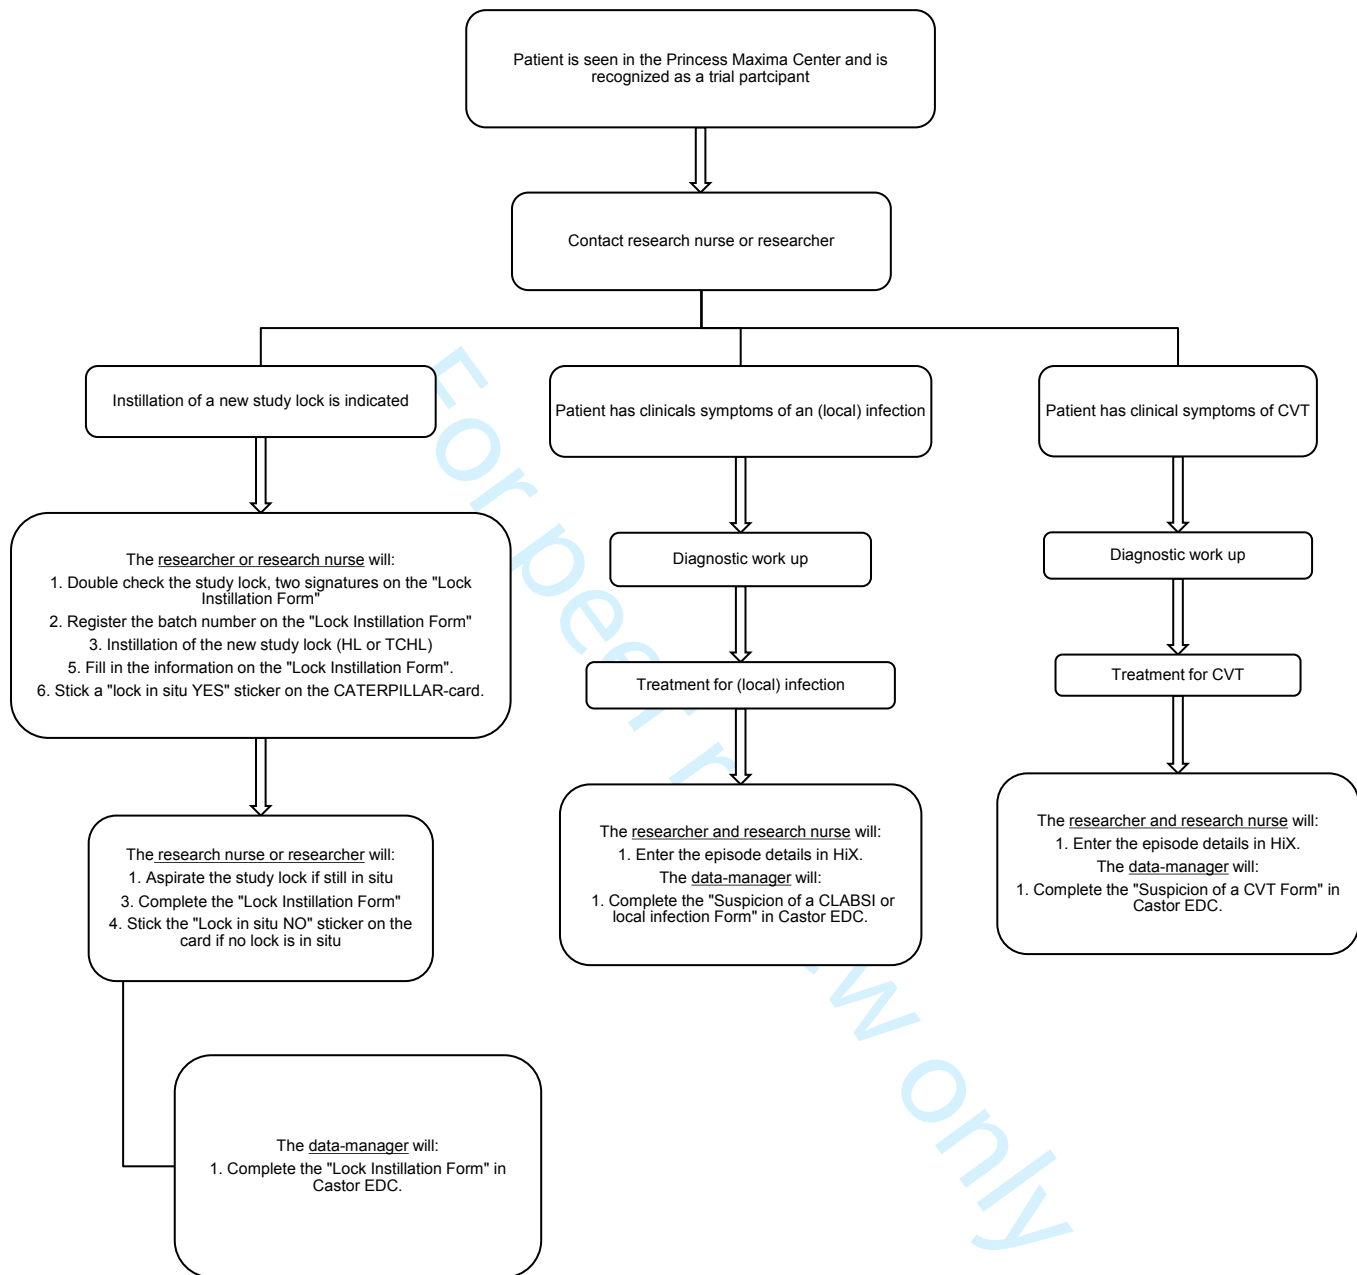 Patient is seen in the Princess Maxima Center and is
recognized as a trial partcipant
Contact research nurse or researcher
Instillation of a new study lock is indicated
Patient has clinicals symptoms of an (local) infection
Patient has clinical symptoms of CVT
The researcher or research nurse will:
1. Double check the study lock, two signatures on the "Lock
Instillation Form"
2. Register the batch number on the "Lock Instillation Form"
3. Instillation of the new study lock (HL or TCHL)
5. Fill in the information on the "Lock Instillation Form".
6. Stick a "lock in situ YES" sticker on the CATERPILLAR-card.
Diagnostic work up
Diagnostic work up
Treatment for (local) infection
Treatment for CVT
The research nurse or researcher will:
1. Aspirate the study lock if still in situ
3. Complete the "Lock Instillation Form"
4. Stick the "Lock in situ NO" sticker on the
card if no lock is in situ
The researcher and research nurse will:
1. Enter the episode details in HiX.
The data-manager will:
1. Complete the "Suspicion of a CLABSI or
local infection Form" in Castor EDC.
The researcher and research nurse will:
1. Enter the episode details in HiX.
The data-manager will:
1. Complete the "Suspicion of a CVT Form" in
Castor EDC.
The data-manager will:
1. Complete the "Lock Instillation Form" in
Castor EDC.
For peer review only